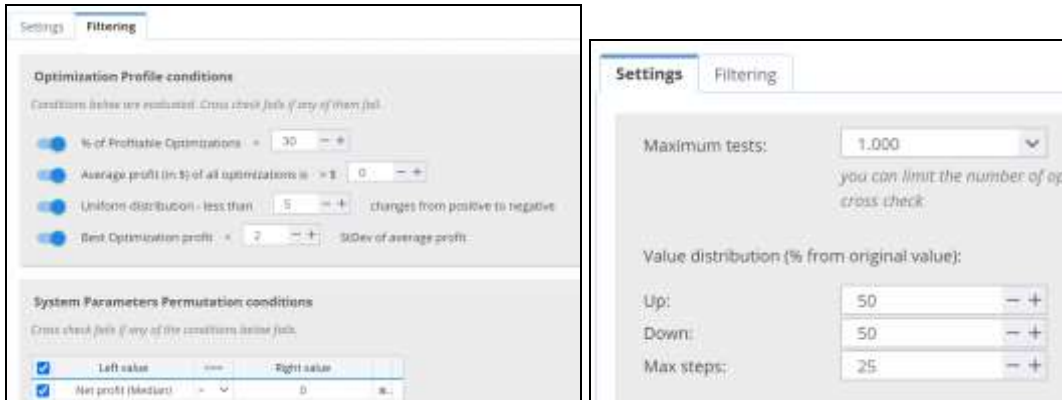 Settings Filtering
Optimization Profile conditions
Conditions below are evaluated. Cross check fails if any of them fail.
% of Profitable Optimizations 30 - +
Average profit (in $) of all optimizations is > $ 0 - +
Uniform distribution - less than 5 - + changes from positive to negative
Best Optimization profit < 2 - + StDev of average profit
System Parameters Permutation conditions
Cross check fails if any of the conditions below fails.
Left value Right value
Net profit (Median) 0
Settings Filtering
Maximum tests: 1.000
you can limit the number of op
cross check
Value distribution (% from original value):
Up: 50 - +
Down: 50 - +
Max steps: 25 - +